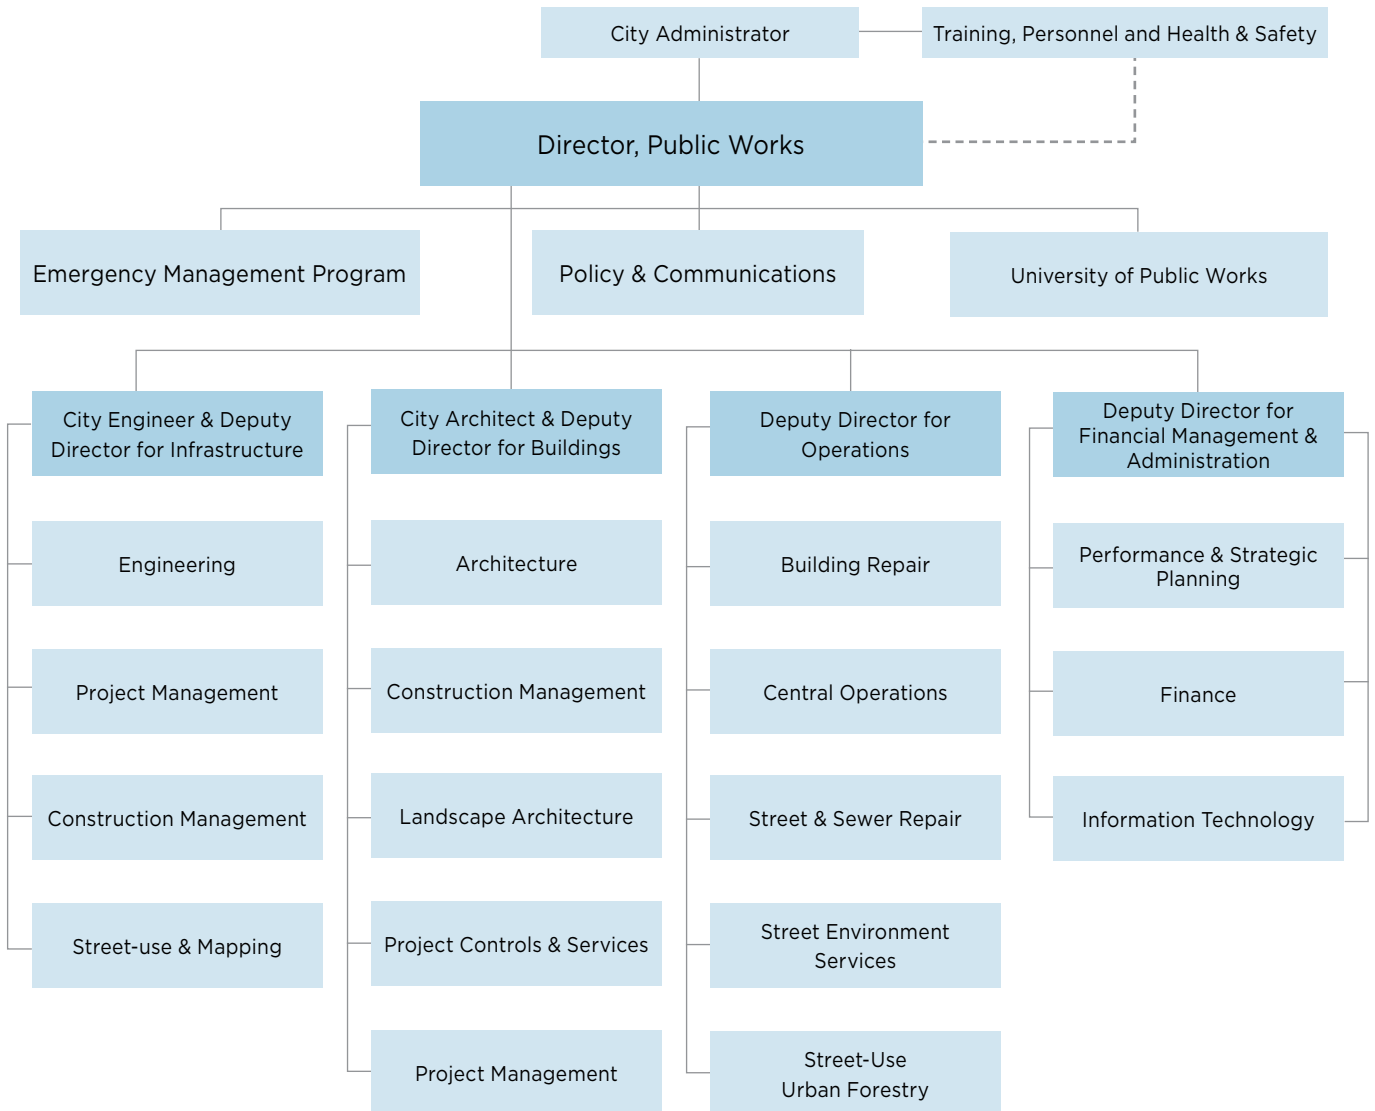 City Administrator
Training, Personnel and Health & Safety
Director, Public Works
Emergency Management Program
Policy & Communications
University of Public Works
City Engineer & Deputy
Director for Infrastructure
Engineering
Project Management
Construction Management
Street-use & Mapping
City Architect & Deputy
Director for Buildings
Architecture
Construction Management
Landscape Architecture
Project Controls & Services
Project Management
Deputy Director for
Operations
Building Repair
Central Operations
Street & Sewer Repair
Street Environment
Services
Street-Use
Urban Forestry
Deputy Director for
Financial Management &
Administration
Performance & Strategic
Planning
Finance
Information Technology